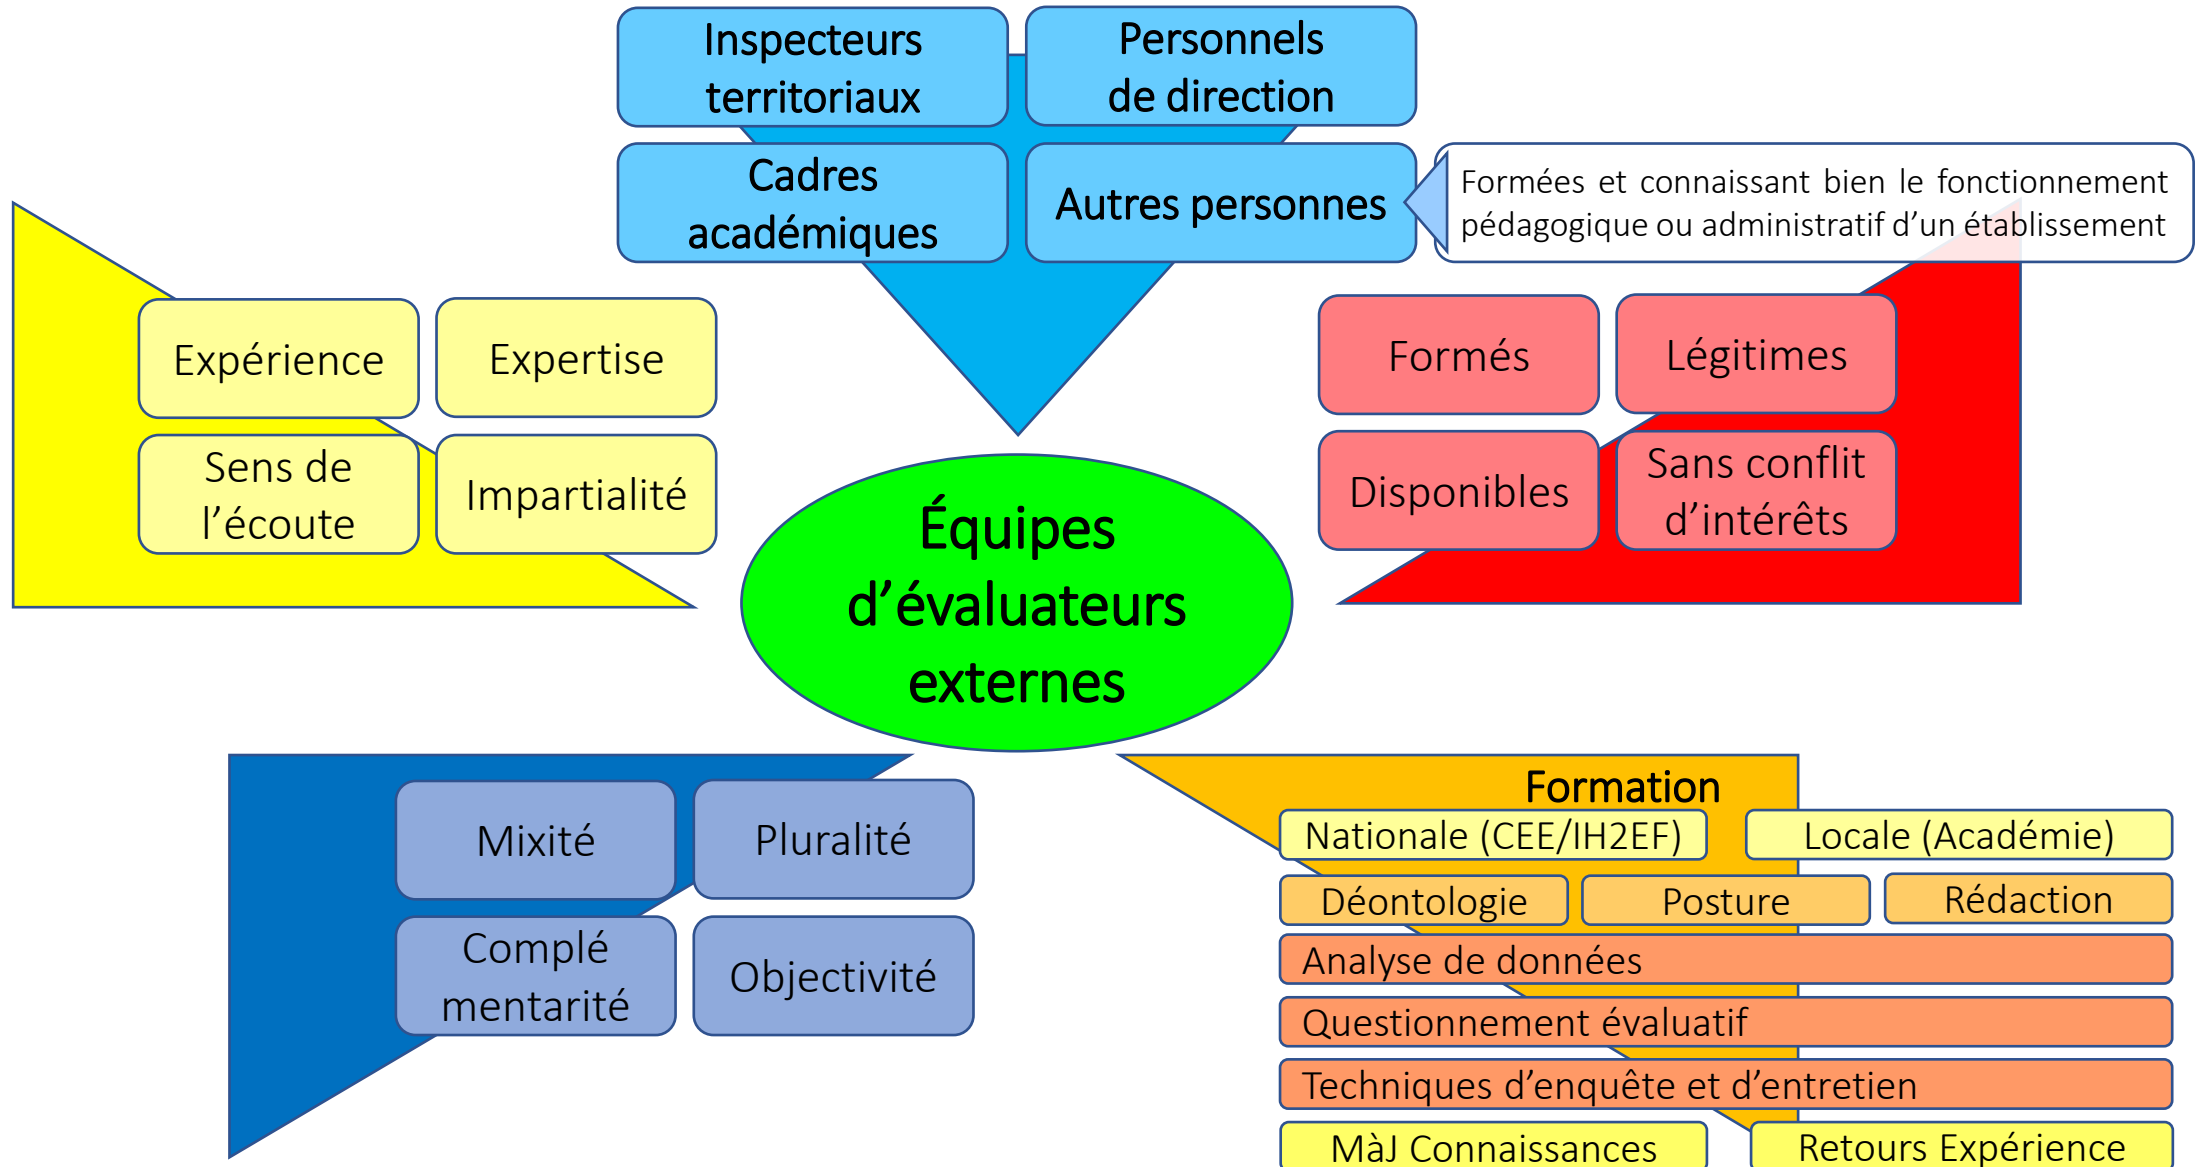 Inspecteurs
territoriaux
Personnels
de direction
Cadres
académiques
Autres personnes
Formées et connaissant bien le fonctionnement
pédagogique ou administratif d’un établissement
Expérience
Expertise
Sens de
l’écoute
Impartialité
Formés
Légitimes
Disponibles
Sans conflit
d’intérêts
Équipes
d’évaluateurs
externes
Mixité
Pluralité
Complé
mentarité
Objectivité
Formation
Nationale (CEE/IH2EF)
Locale (Académie)
Déontologie
Posture
Rédaction
Analyse de données
Questionnement évaluatif
Techniques d’enquête et d’entretien
MàJ Connaissances
Retours Expérience